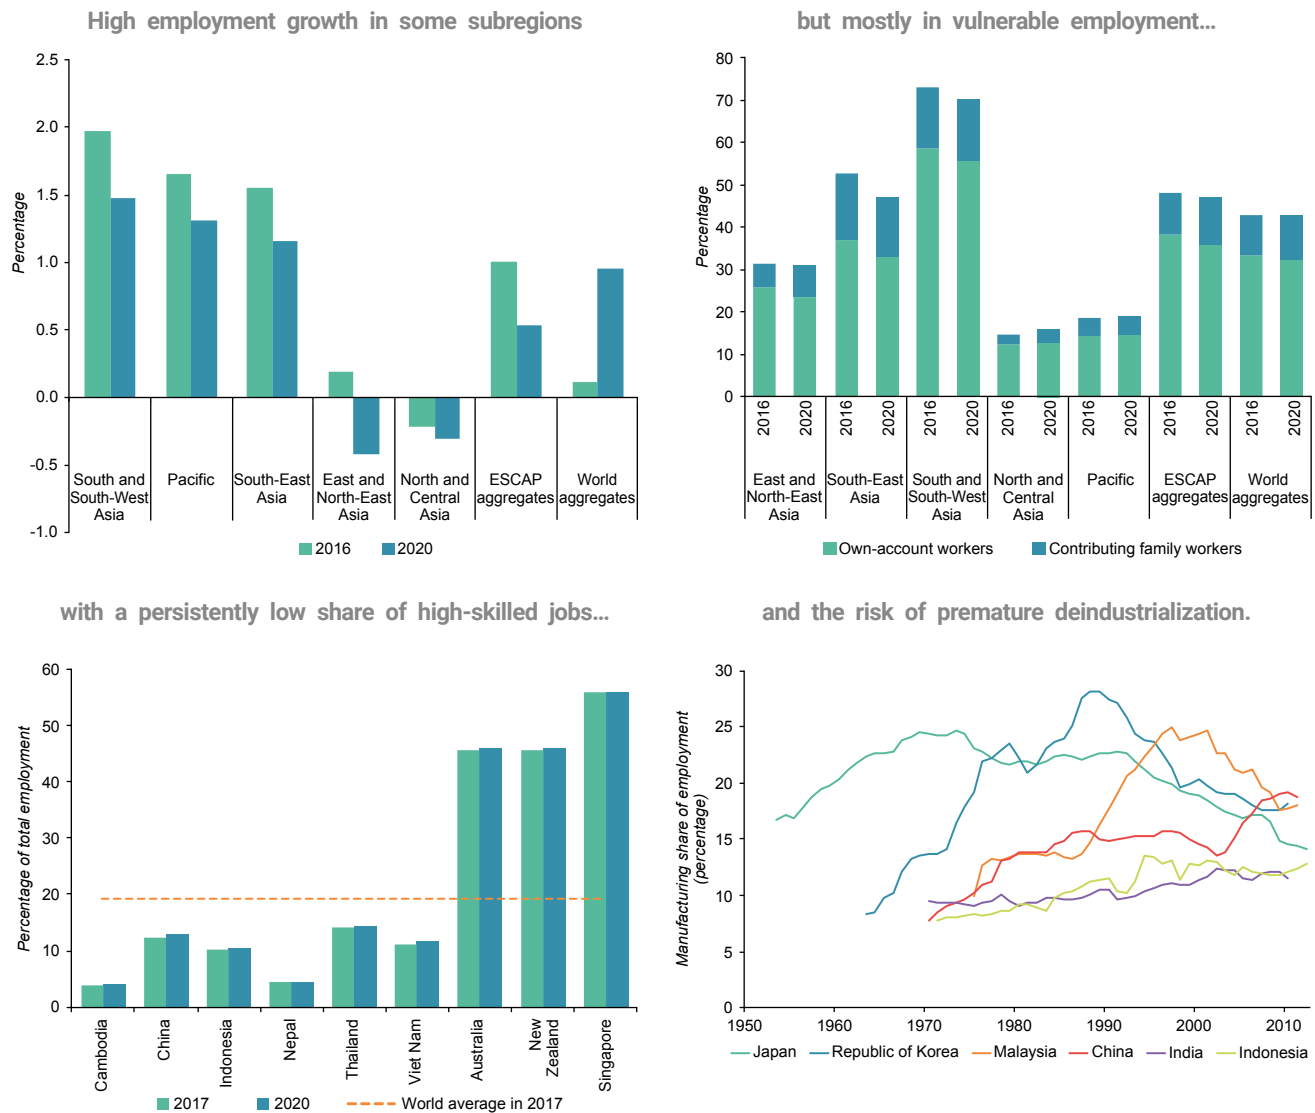 High employment growth in some subregions
2.5
2.0
1.5
1.0
0.5
0.0
-0.5
-1.0
Percentage
South and South-West Asia
Pacific
South-East Asia
East and North-East Asia
North and Central Asia
ESCAP aggregates
World aggregates
2016
2020
but mostly in vulnerable employment...
80
70
60
50
40
30
20
10
0
Percentage
2016
2020
2016
2020
2016
2020
2016
2020
2016
2020
2016
2020
2016
2020
East and North-East Asia
South-East Asia
South and South-West Asia
North and Central Asia
Pacific
ESCAP aggregates
World aggregates
Own-account workers
Contributing family workers
with a persistently low share of high-skilled jobs...
60
50
40
30
20
10
0
Percentage of total employment
Cambodia
China
Indonesia
Nepal
Thailand
Viet Nam
Australia
New Zealand
Singapore
2017
2020
World average in 2017
and the risk of premature deindustrialization.
30
25
20
15
10
5
0
Manufacturing share of employment
(percentage)
1950
1960
1970
1980
1990
2000
2010
Japan
Republic of Korea
Malaysia
China
India
Indonesia